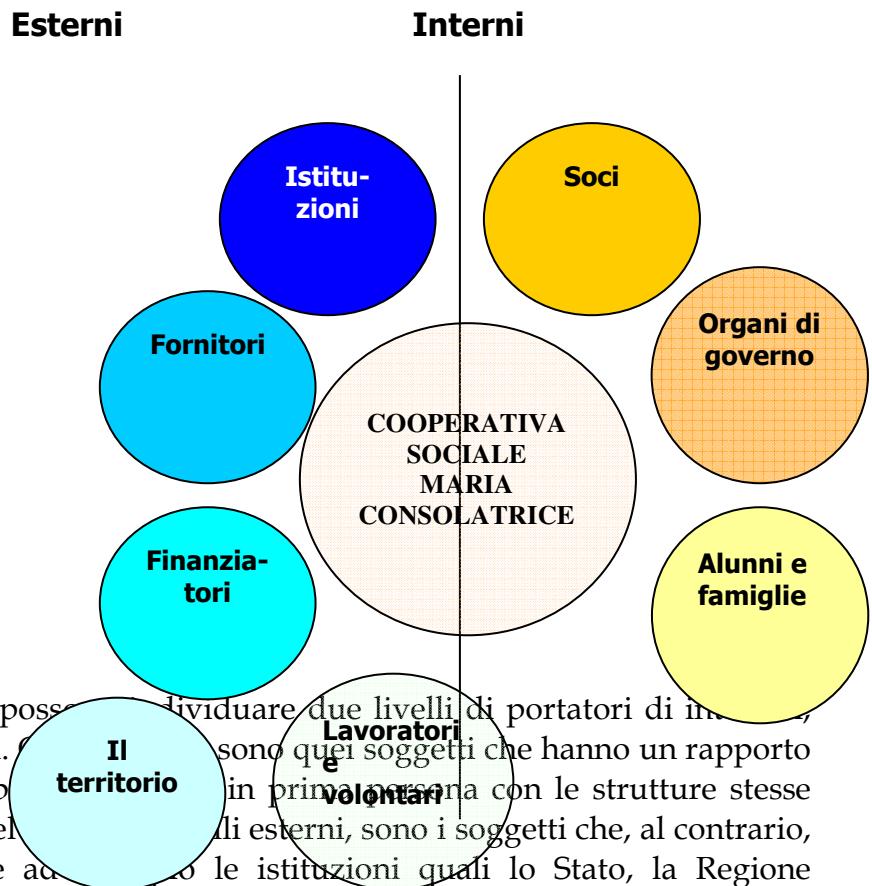 Esterni Interni
Istitu-
zioni
Soci
Fornitori
Organi di
governo
COOPERATIVA
SOCIALE
MARIA
CONSOLATRICE
Finanzia-
tori
Alunni e
famiglie
Il
territorio
Lavoratori
e
volontari
individuare due livelli di portatori di
sono quei soggetti che hanno un rapporto
in prima persona con le strutture stesse
esterni, sono i soggetti che, al contrario,
le istituzioni quali lo Stato, la Regione